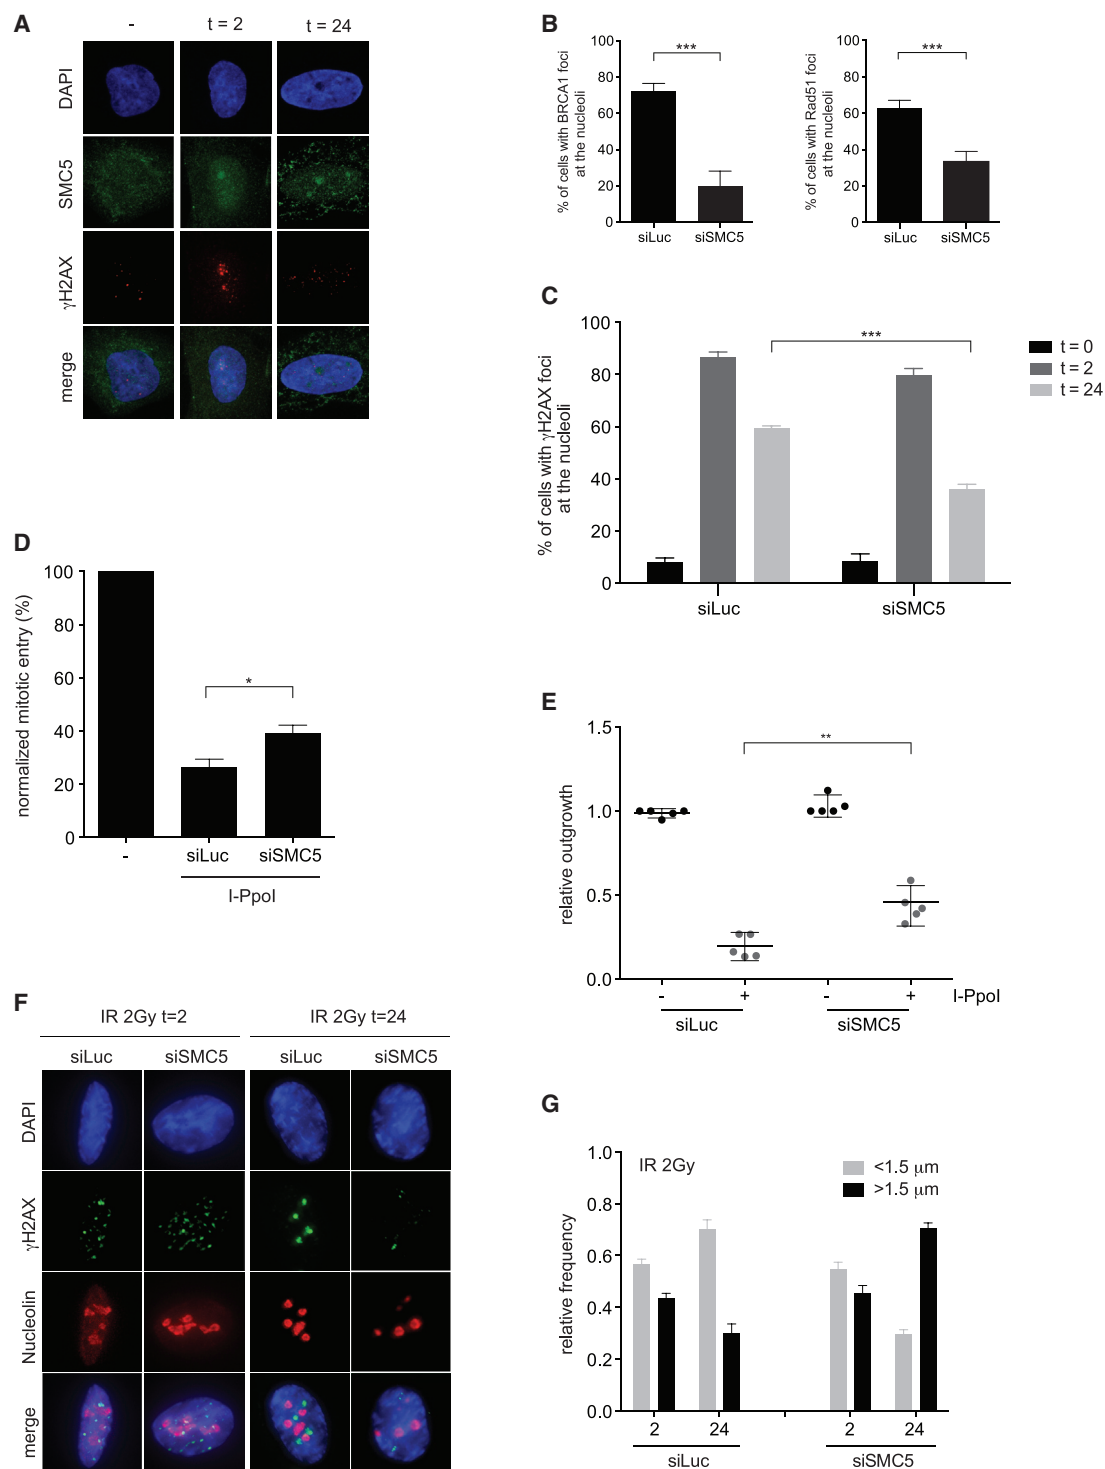 A
- t = 2 t = 24
DAPI
SMC5
γH2AX
merge
B
% of cells with BRCA1 foci
at the nucleoli
100
80
60
40
20
0
***
siLuc siSMC5
% of cells with Rad51 foci
at the nucleoli
100
80
60
40
20
0
***
siLuc siSMC5
C
% of cells with γH2AX foci
at the nucleoli
100
80
60
40
20
0
***
siLuc siSMC5
t = 0
t = 2
t = 24
D
normalized mitotic entry (%)
100
80
60
40
20
0
*
- siLuc siSMC5
I-PpoI
E
relative outgrowth
1.5
1.0
0.5
0.0
**
- + - + I-PpoI
siLuc siSMC5
F
IR 2Gy t=2 IR 2Gy t=24
siLuc siSMC5 siLuc siSMC5
DAPI
γH2AX
Nucleolin
merge
G
relative frequency
1.0
0.8
0.6
0.4
0.2
0.0
IR 2Gy
<1.5 μm
>1.5 μm
2 24 2 24
siLuc siSMC5